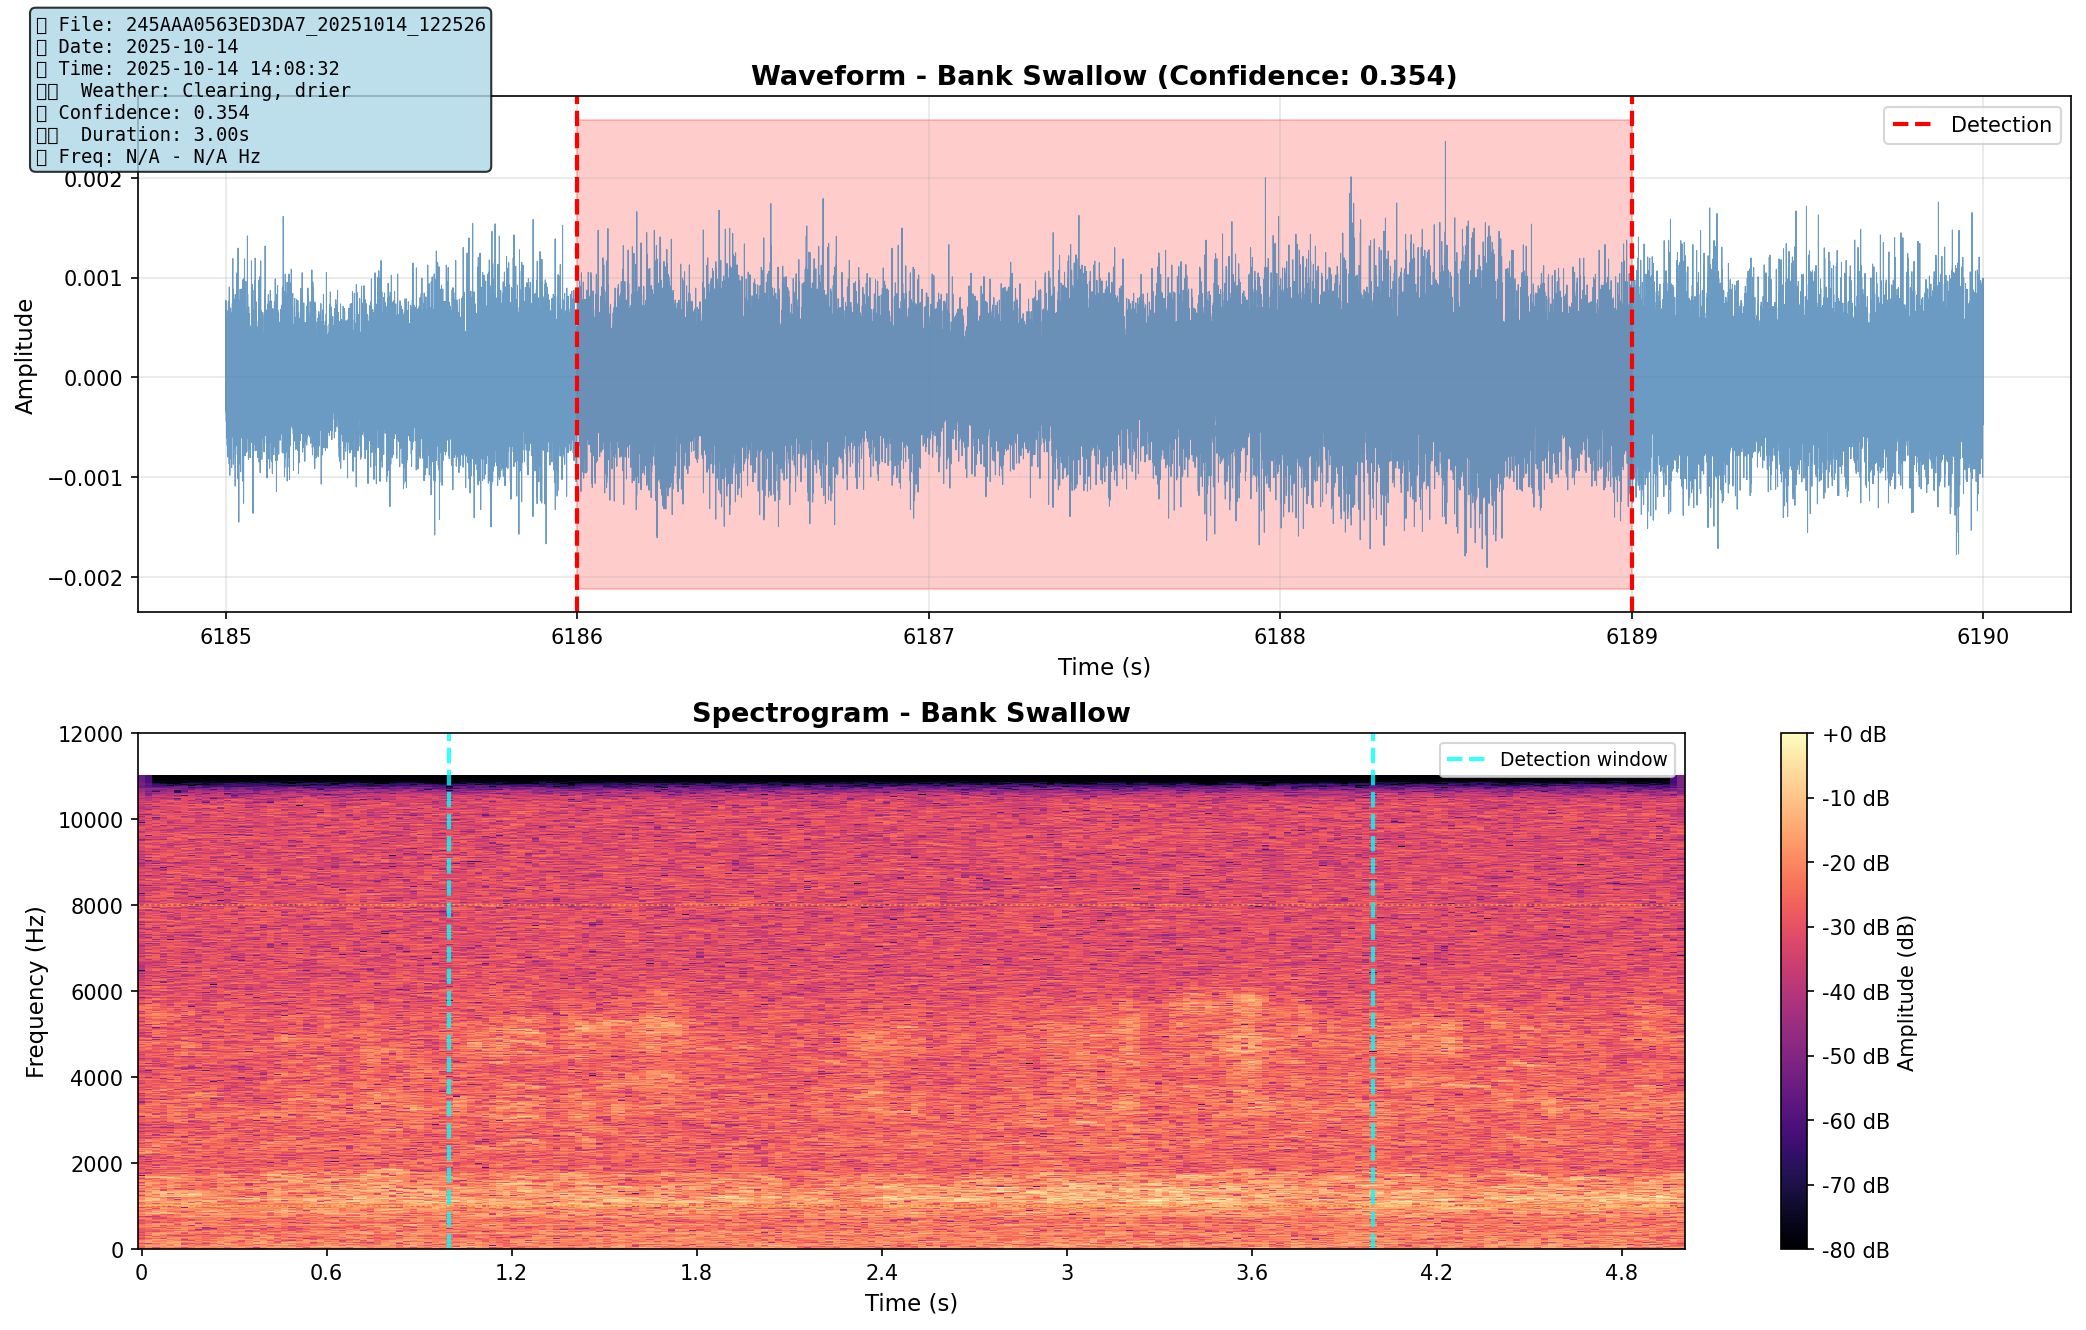 File: 245AAA0563ED3DA7_20251014_122526
Date: 2025-10-14
Time: 2025-10-14 14:08:32
Weather: Clearing, drier
Confidence: 0.354
Duration: 3.00s
Freq: N/A - N/A Hz
Waveform - Bank Swallow (Confidence: 0.354)
Detection
Amplitude
0.002
0.001
0.000
−0.001
−0.002
6185 6186 6187 6188 6189 6190
Time (s)
Spectrogram - Bank Swallow
Detection window
Frequency (Hz)
12000
10000
8000
6000
4000
2000
0
0 0.6 1.2 1.8 2.4 3 3.6 4.2 4.8
Time (s)
+0 dB
-10 dB
-20 dB
-30 dB
-40 dB
-50 dB
-60 dB
-70 dB
-80 dB
Amplitude (dB)